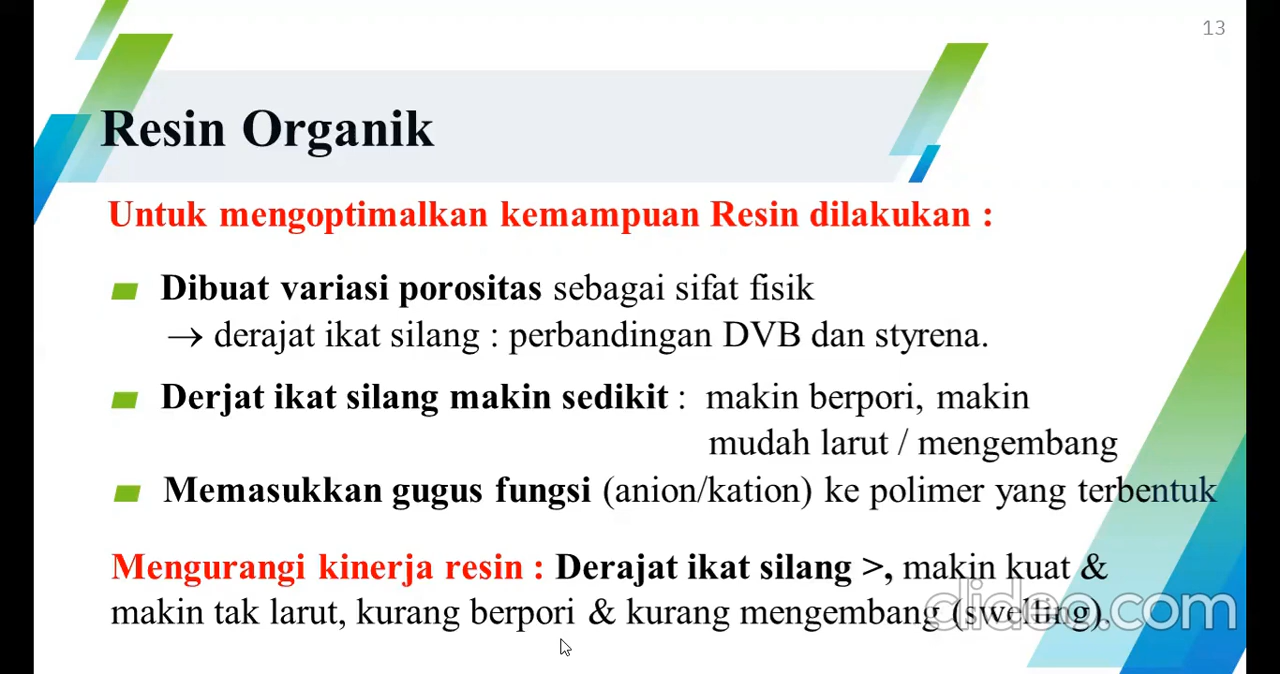 13
Resin Organik
Untuk mengoptimalkan kemampuan Resin dilakukan :
Dibuat variasi porositas sebagai sifat fisik
→ derajat ikat silang : perbandingan DVB dan styrena.
Derjat ikat silang makin sedikit : makin berpori, makin
mudah larut / mengembang
Memasukkan gugus fungsi (anion/kation) ke polimer yang terbentuk
Mengurangi kinerja resin : Derajat ikat silang >, makin kuat &
makin tak larut, kurang berpori & kurang mengembang (swelling).
clideo.com